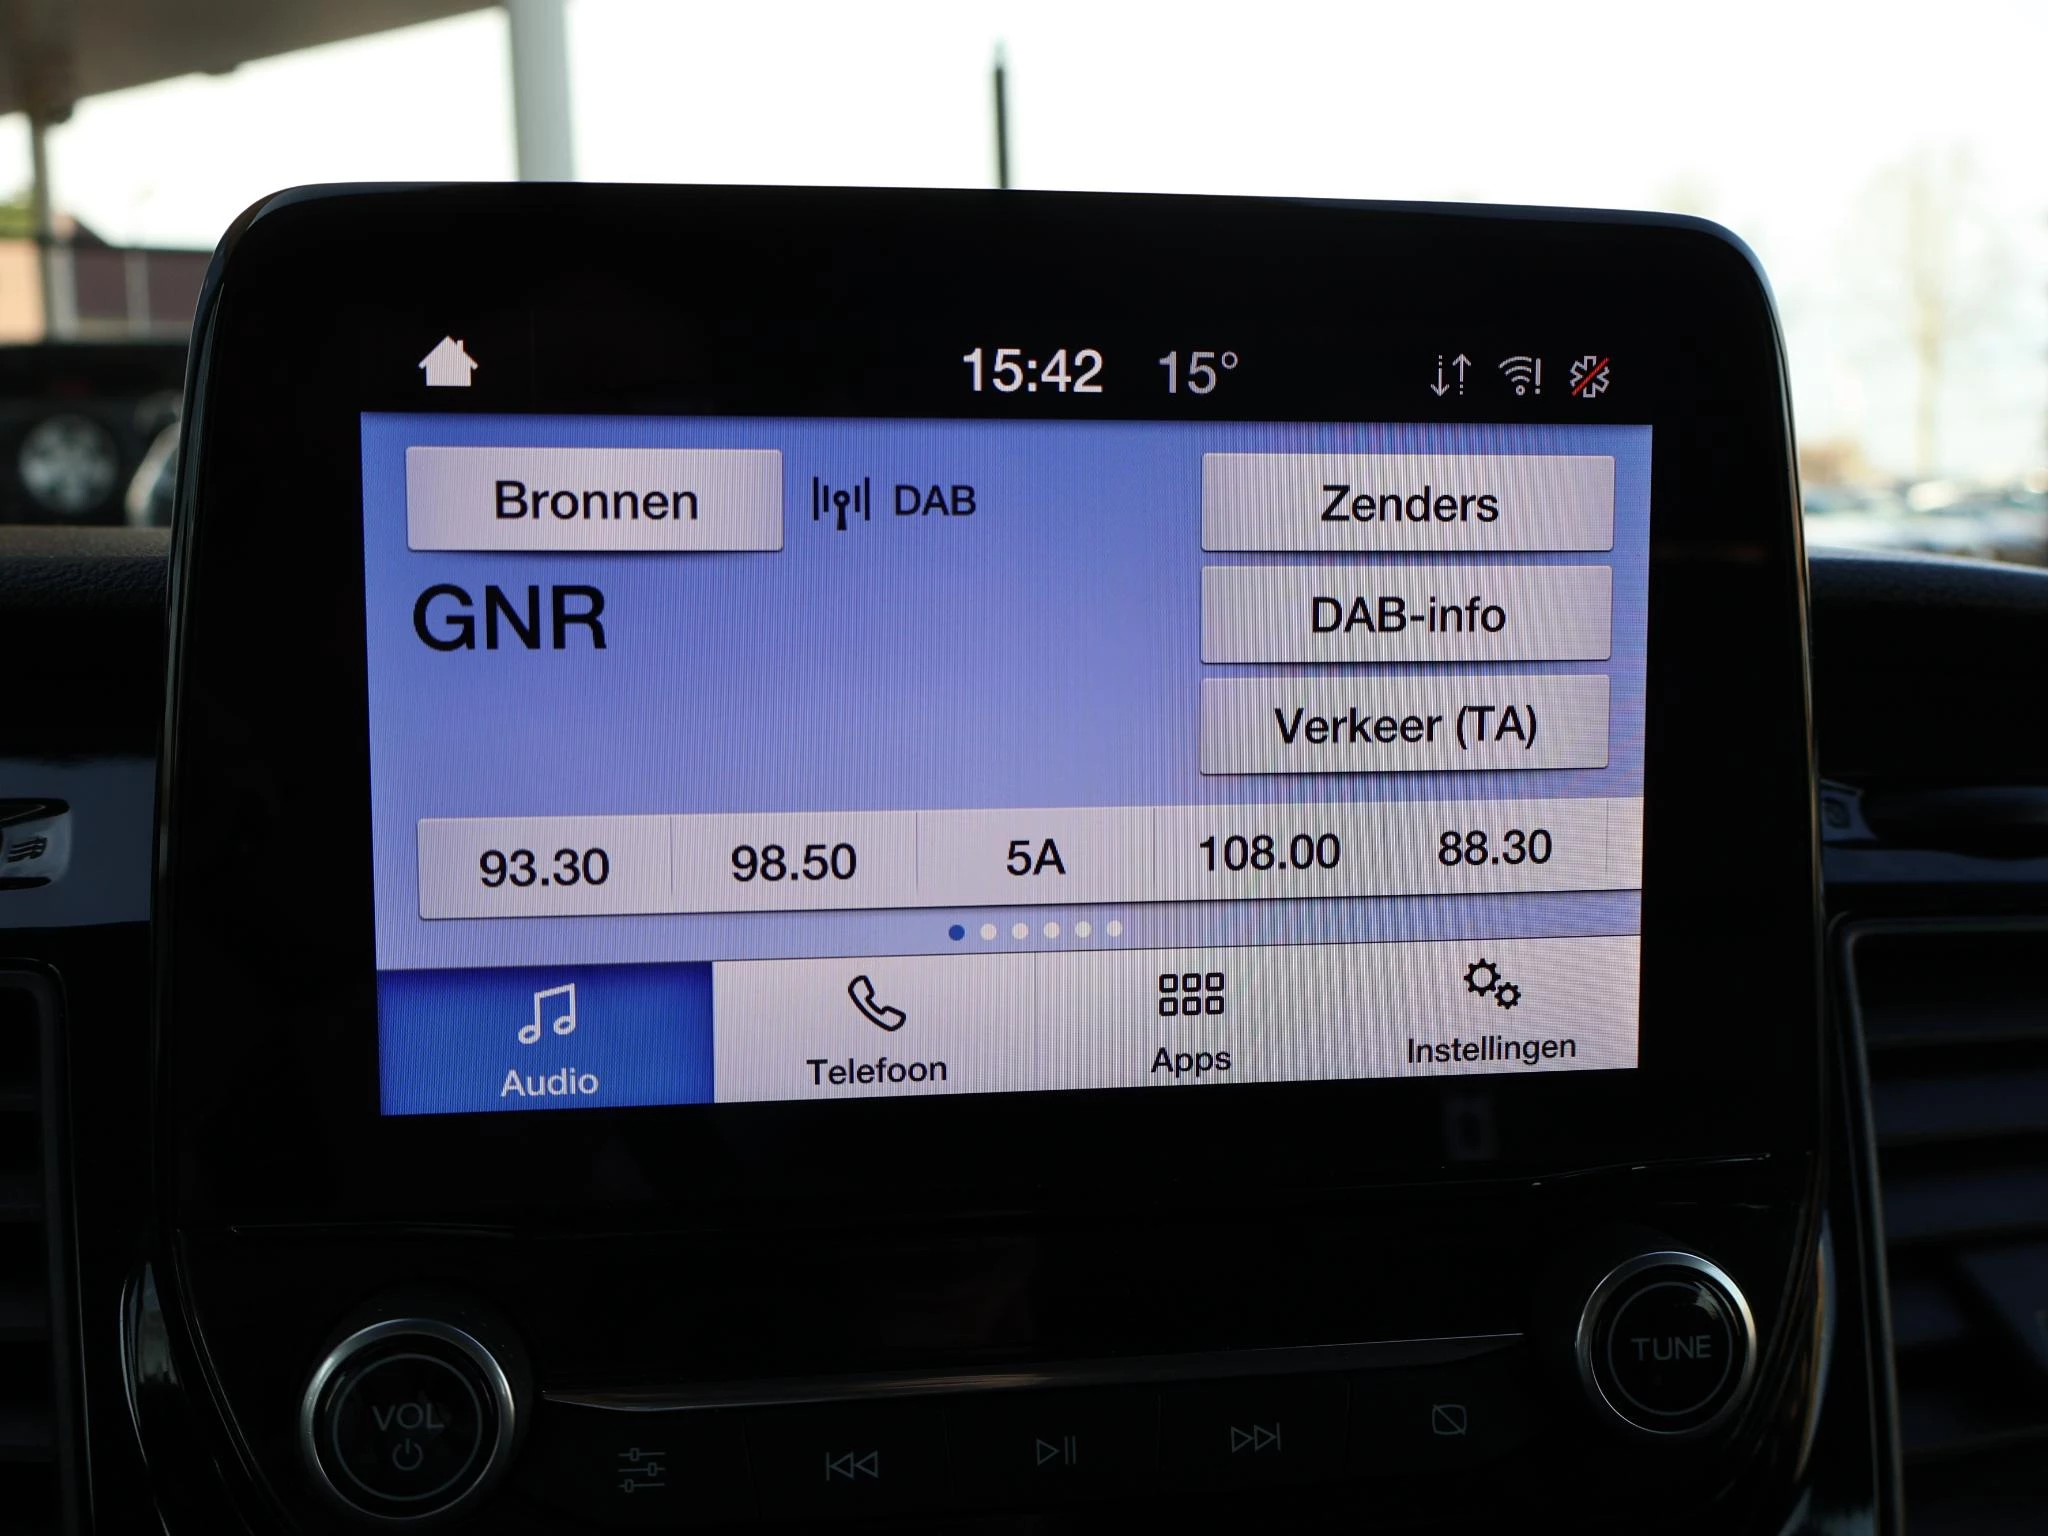 15:42 15°
Bronnen DAB Zenders
GNR
DAB-info
Verkeer (TA)
93.30 98.50 5A 108.00 88.30
Audio Telefoon Apps Instellingen
VOL TUNE